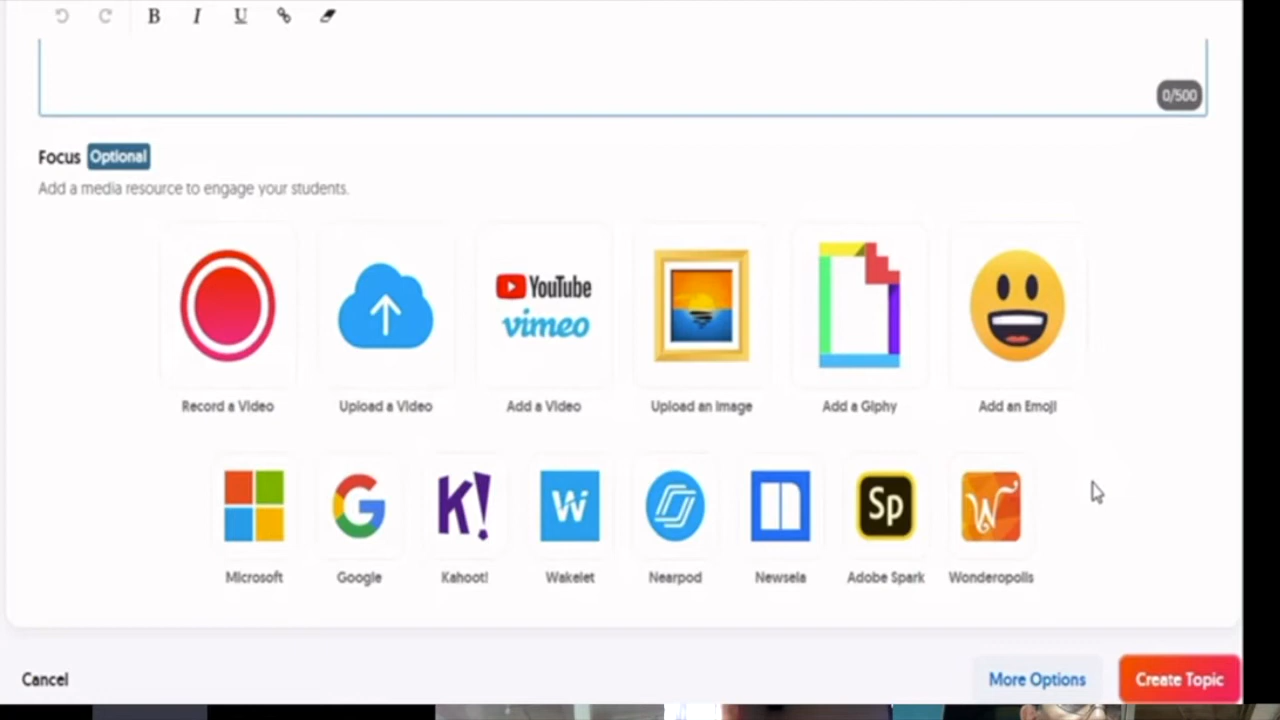 B I U
0/500
Focus Optional
Add a media resource to engage your students.
YouTube
vimeo
Record a Video Upload a Video Add a Video Upload an Image Add a Giphy Add an Emoji
K! W Sp W
Microsoft Google Kahoot! Wakelet Nearpod Newsela Adobe Spark Wonderopolis
Cancel More Options Create Topic